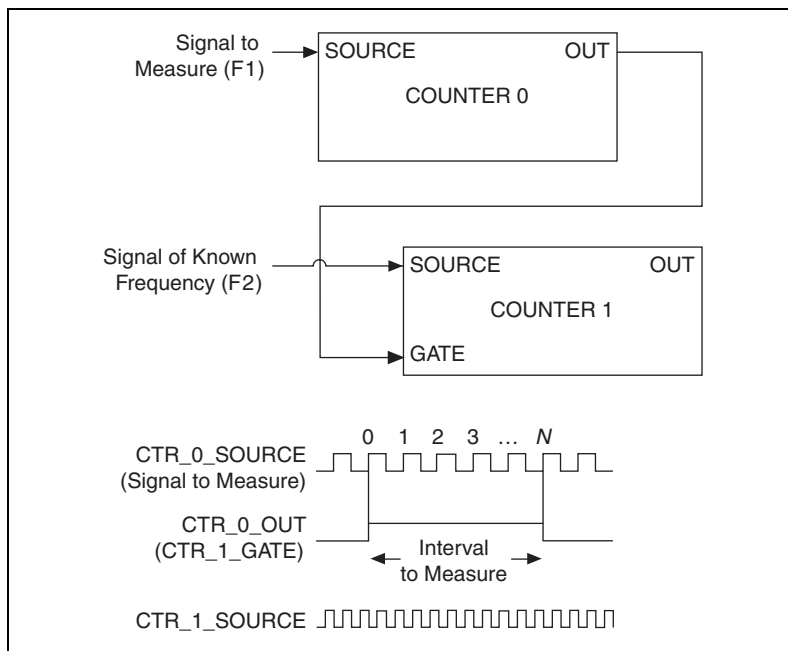 Signal to
Measure (F1)
SOURCE OUT
COUNTER 0
Signal of Known
Frequency (F2)
SOURCE OUT
COUNTER 1
GATE
0 1 2 3 … N
CTR_0_SOURCE
(Signal to Measure)
CTR_0_OUT
(CTR_1_GATE)
Interval
to Measure
CTR_1_SOURCE